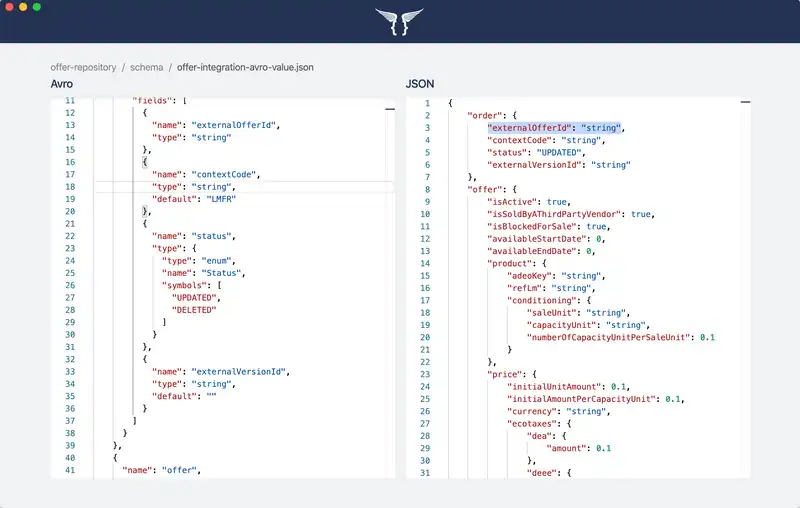 offer-repository / schema / offer-integration-avro-value.json
Avro
11 "fields": [
12 {
13 "name": "externalOfferId",
14 "type": "string"
15 },
16 {
17 "name": "contextCode",
18 "type": "string",
19 "default": "LMFR"
20 },
21 {
22 "name": "status",
23 "type": {
24 "type": "enum",
25 "name": "Status",
26 "symbols": [
27 "UPDATED",
28 "DELETED"
29 ]
30 }
31 },
32 {
33 "name": "externalVersionId",
34 "type": "string",
35 "default": ""
36 }
37 ]
38 }
39 },
40 {
41 "name": "offer",
JSON
1 {
2 "order": {
3 "externalOfferId": "string",
4 "contextCode": "string",
5 "status": "UPDATED",
6 "externalVersionId": "string"
7 },
8 "offer": {
9 "isActive": true,
10 "isSoldByAThirdPartyVendor": true,
11 "isBlockedForSale": true,
12 "availableStartDate": 0,
13 "availableEndDate": 0,
14 "product": {
15 "adeoKey": "string",
16 "refLm": "string",
17 "conditioning": {
18 "saleUnit": "string",
19 "capacityUnit": "string",
20 "numberOfCapacityUnitPerSaleUnit": 0.1
21 }
22 },
23 "price": {
24 "initialUnitAmount": 0.1,
25 "initialAmountPerCapacityUnit": 0.1,
26 "currency": "string",
27 "ecotaxes": {
28 "dea": {
29 "amount": 0.1
30 },
31 "deee": {